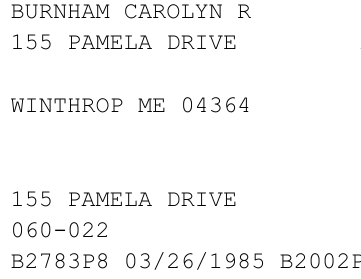 BURNHAM CAROLYN R
155 PAMELA DRIVE
WINTHROP ME 04364
155 PAMELA DRIVE
060-022
B2783P8 03/26/1985 B2002P